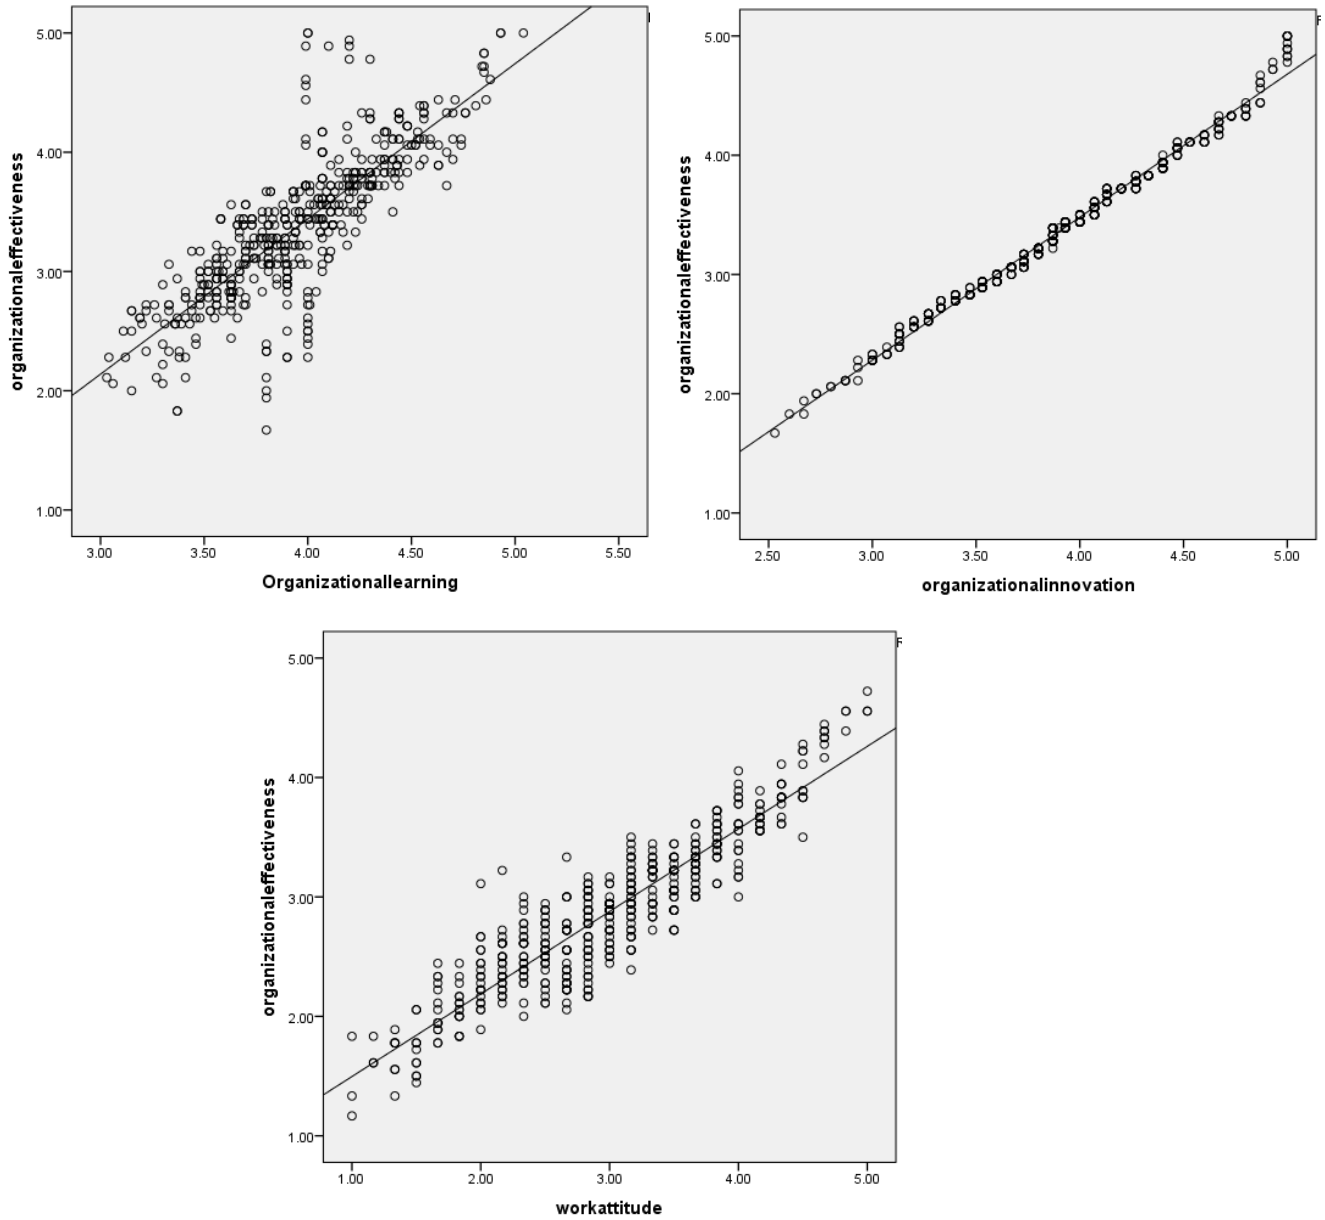 5.00
4.00
3.00
2.00
1.00
organizationaleffectiveness
3.00 3.50 4.00 4.50 5.00 5.50
Organizationallearning
5.00
4.00
3.00
2.00
1.00
organizationaleffectiveness
2.50 3.00 3.50 4.00 4.50 5.00
organizationalinnovation
5.00
4.00
3.00
2.00
1.00
organizationaleffectiveness
1.00 2.00 3.00 4.00 5.00
workattitude